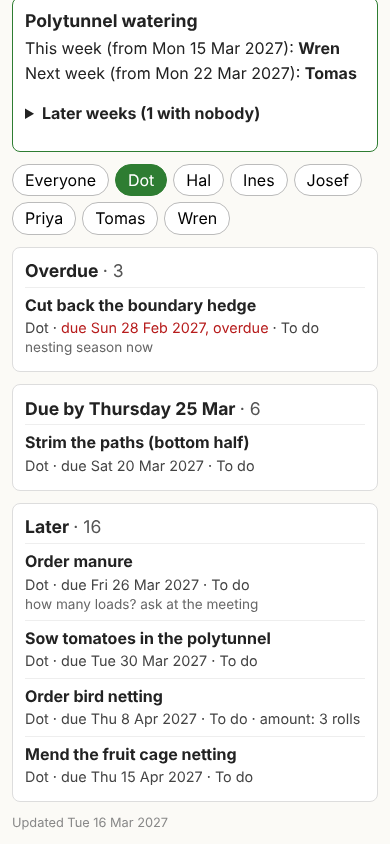 Polytunnel watering
This week (from Mon 15 Mar 2027): Wren
Next week (from Mon 22 Mar 2027): Tomas
▶ Later weeks (1 with nobody)
Everyone Dot Hal Ines Josef
Priya Tomas Wren
Overdue · 3
Cut back the boundary hedge
Dot · due Sun 28 Feb 2027, overdue · To do
nesting season now
Due by Thursday 25 Mar · 6
Strim the paths (bottom half)
Dot · due Sat 20 Mar 2027 · To do
Later · 16
Order manure
Dot · due Fri 26 Mar 2027 · To do
how many loads? ask at the meeting
Sow tomatoes in the polytunnel
Dot · due Tue 30 Mar 2027 · To do
Order bird netting
Dot · due Thu 8 Apr 2027 · To do · amount: 3 rolls
Mend the fruit cage netting
Dot · due Thu 15 Apr 2027 · To do
Updated Tue 16 Mar 2027